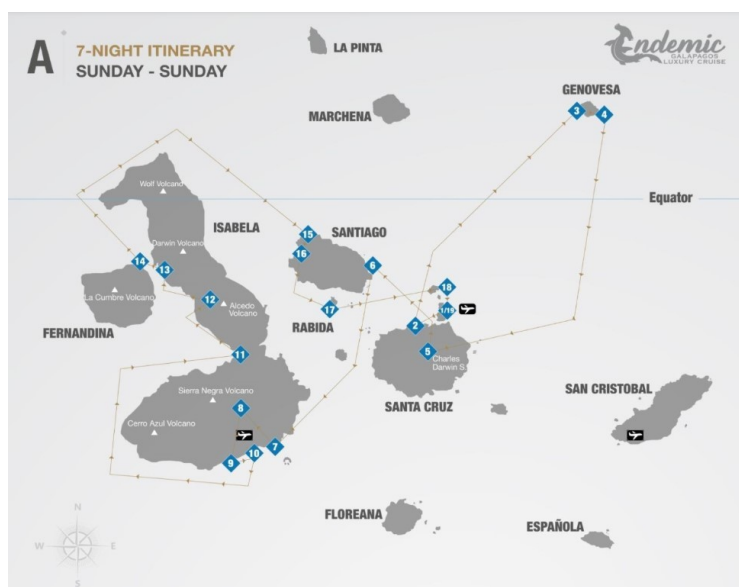 A
7-NIGHT ITINERARY
SUNDAY - SUNDAY
Endemic
GALAPAGOS
LUXURY CRUISE
LA PINTA
MARCHENA
GENOVESA
3
4
Equator
Wolf Volcano
ISABELA
Darwin Volcano
SANTIAGO
15
16
6
14
13
La Cumbre Volcano
12
Alcedo
Volcano
FERNANDINA
17
RABIDA
18
1/19
2
5
Charles
Darwin S
SANTA CRUZ
11
Sierra Negra Volcano
8
Cerro Azul Volcano
7
10
9
SAN CRISTOBAL
FLOREANA
ESPAÑOLA
N
W
E
S